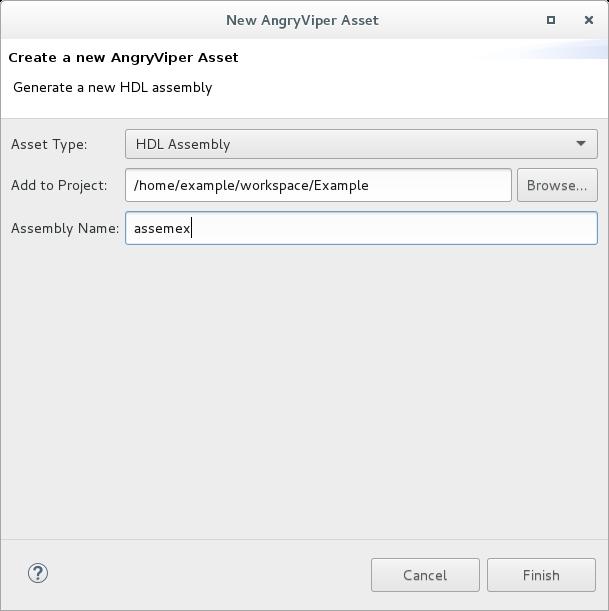 New AngryViper Asset
Create a new AngryViper Asset
Generate a new HDL assembly
Asset Type: HDL Assembly
Add to Project: /home/example/workspace/Example Browse...
Assembly Name: assemex
? Cancel Finish